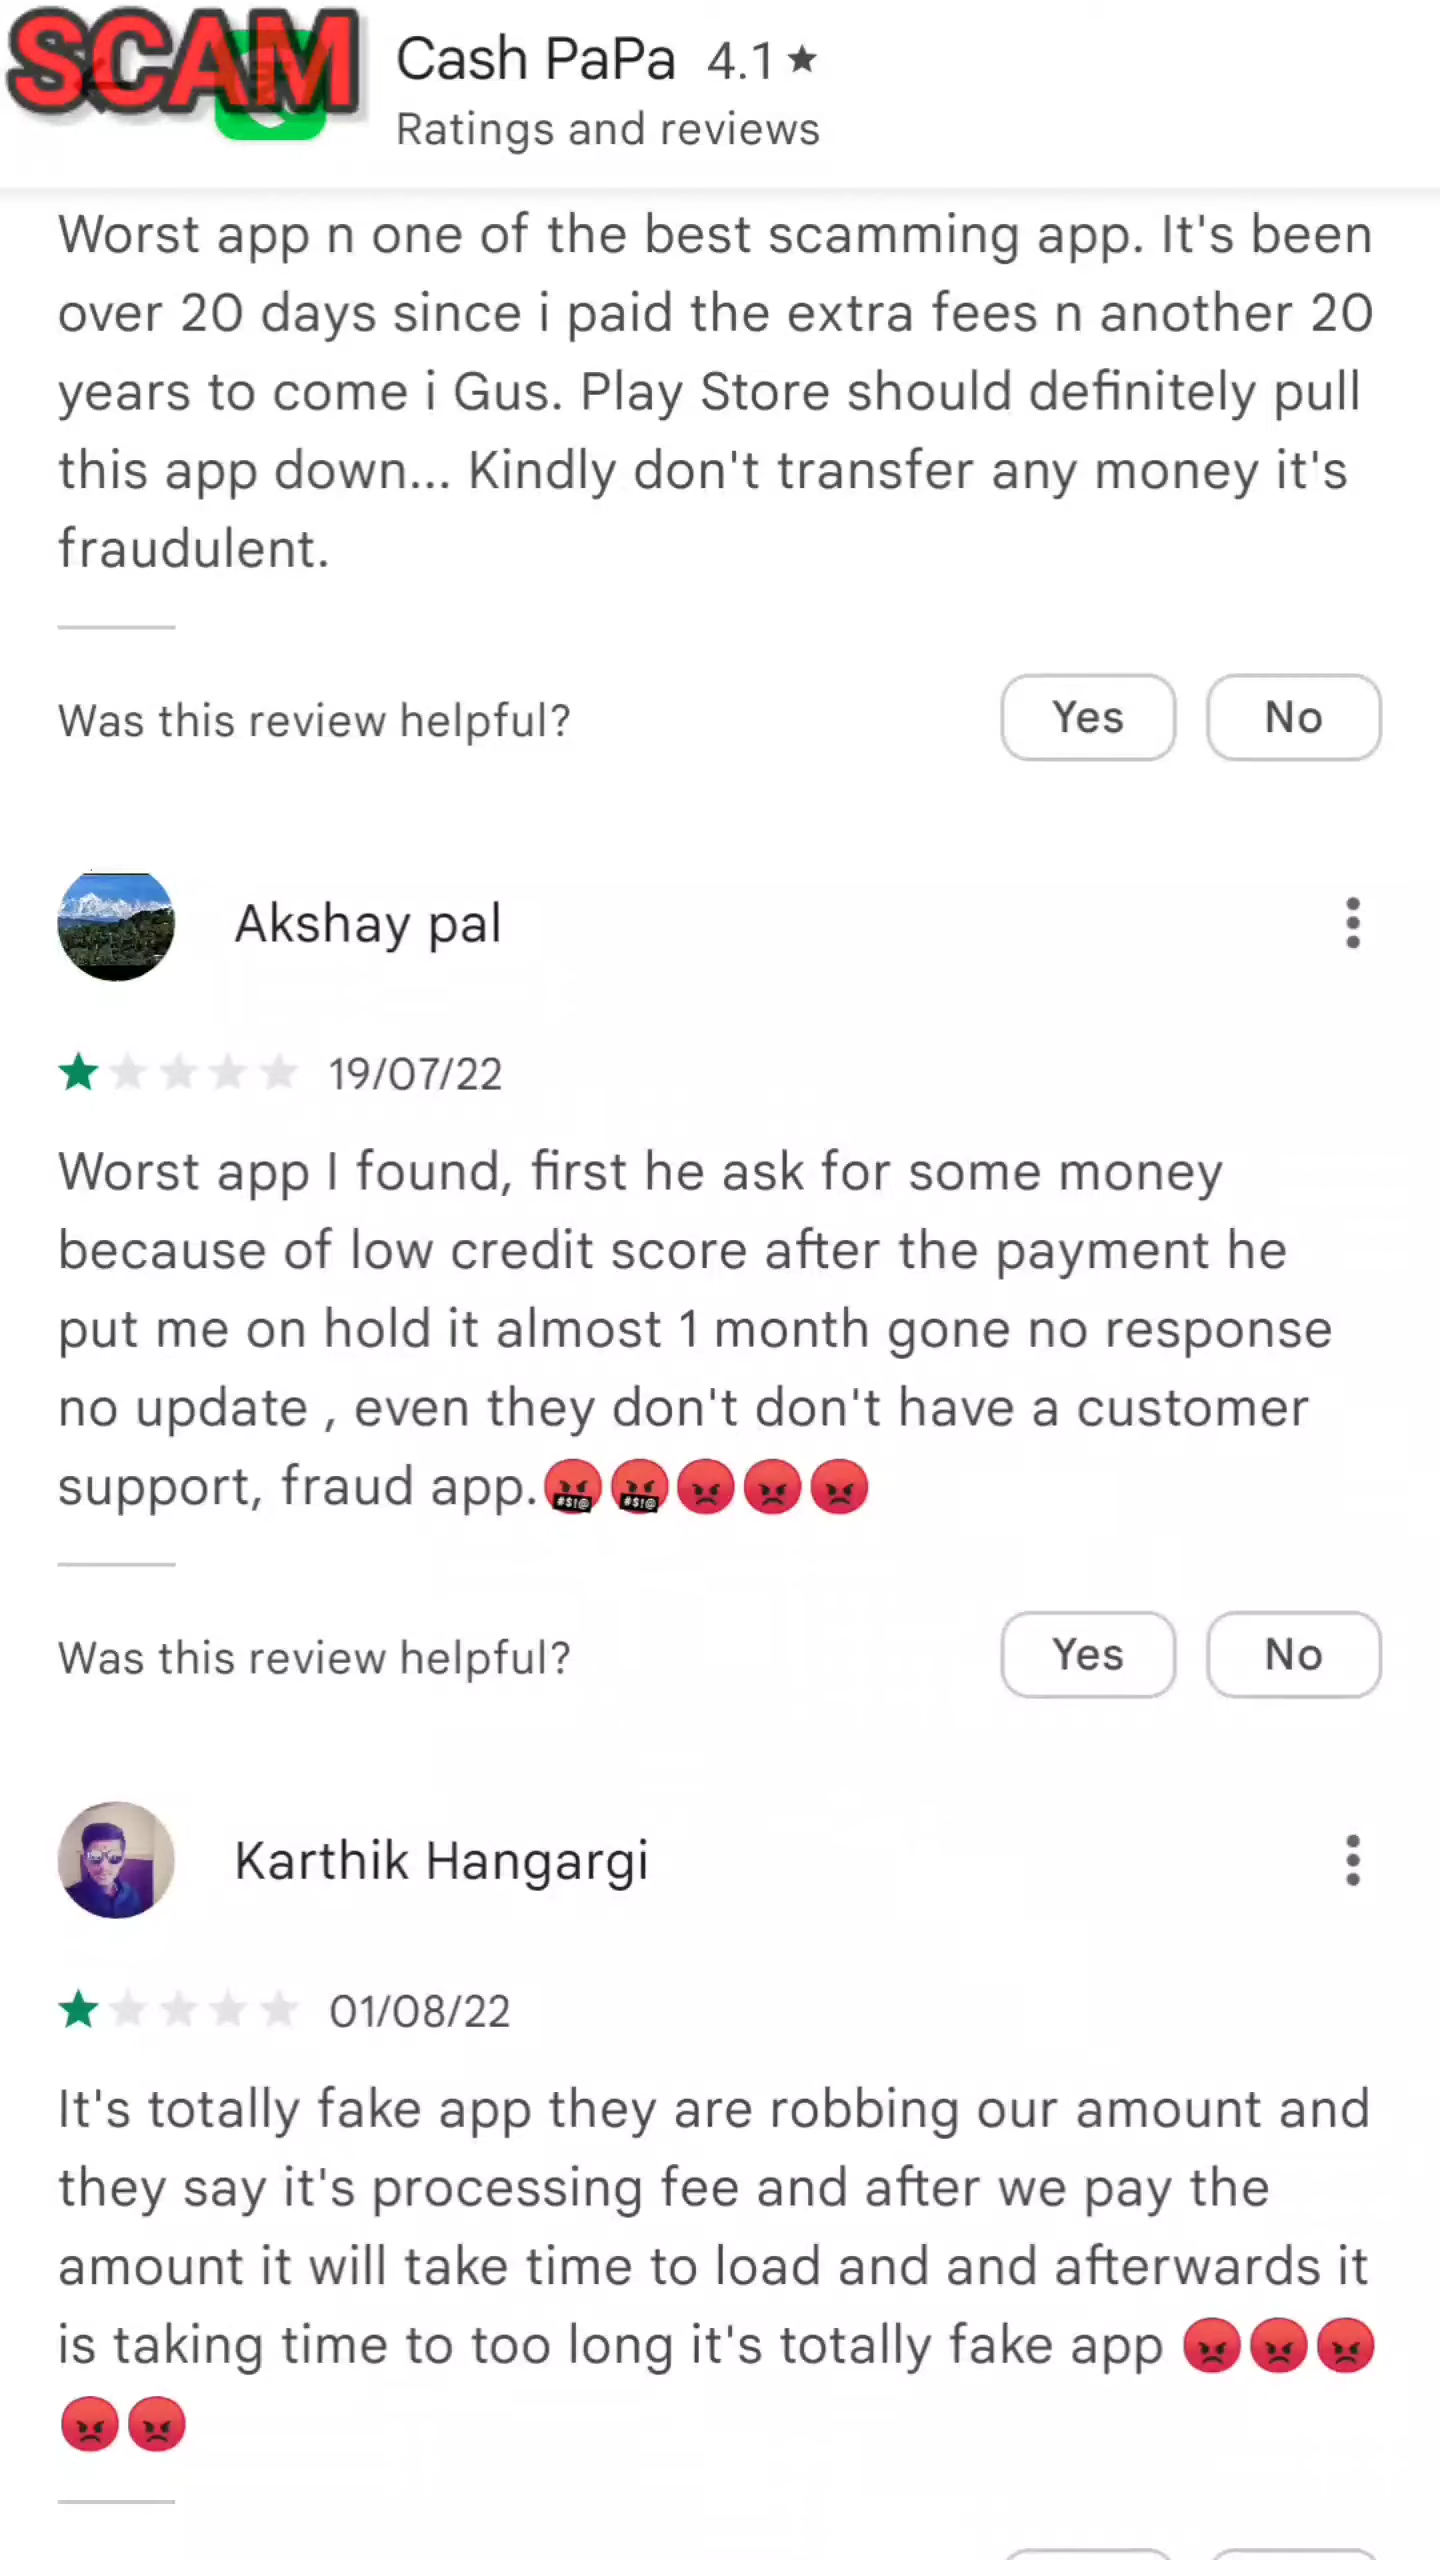 SCAM
Cash PaPa 4.1★
Ratings and reviews
Worst app n one of the best scamming app. It's been
over 20 days since i paid the extra fees n another 20
years to come i Gus. Play Store should definitely pull
this app down... Kindly don't transfer any money it's
fraudulent.
Was this review helpful? Yes No
Akshay pal
19/07/22
Worst app I found, first he ask for some money
because of low credit score after the payment he
put me on hold it almost 1 month gone no response
no update , even they don't don't have a customer
support, fraud app.🤬🤬😡😡😡
Was this review helpful? Yes No
Karthik Hangargi
01/08/22
It's totally fake app they are robbing our amount and
they say it's processing fee and after we pay the
amount it will take time to load and and afterwards it
is taking time to too long it's totally fake app 😡😡😡
😡😡